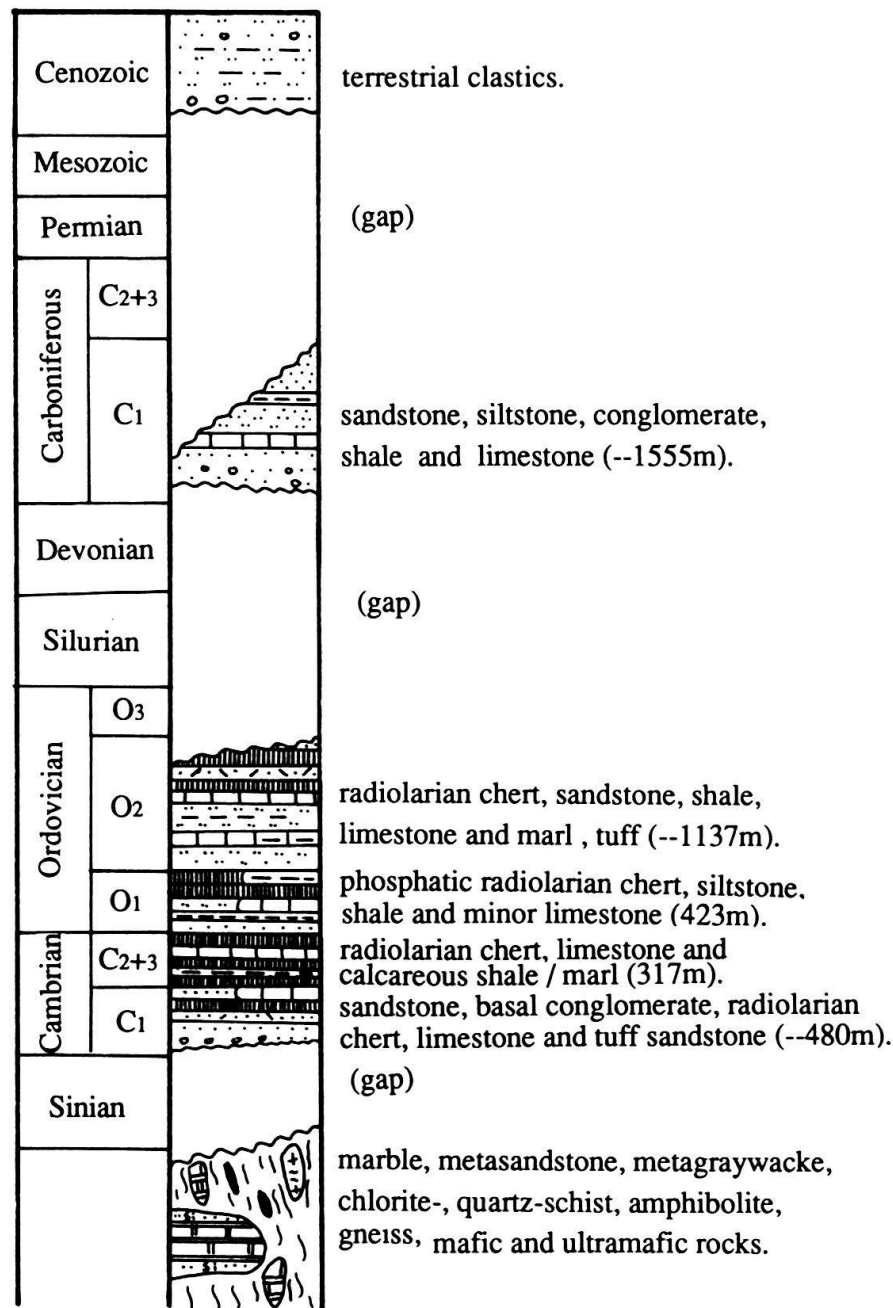 Cenozoic
terrestrial clastics.
Mesozoic
Permian
(gap)
Carboniferous
C2+3
C1
sandstone, siltstone, conglomerate,
shale and limestone (--1555m).
Devonian
(gap)
Silurian
Ordovician
O3
O2
radiolarian chert, sandstone, shale,
limestone and marl , tuff (--1137m).
O1
phosphatic radiolarian chert, siltstone,
shale and minor limestone (423m).
Cambrian
C2+3
radiolarian chert, limestone and
calcareous shale / marl (317m).
C1
sandstone, basal conglomerate, radiolarian
chert, limestone and tuff sandstone (--480m).
(gap)
Sinian
marble, metasandstone, metagraywacke,
chlorite-, quartz-schist, amphibolite,
gneiss, mafic and ultramafic rocks.